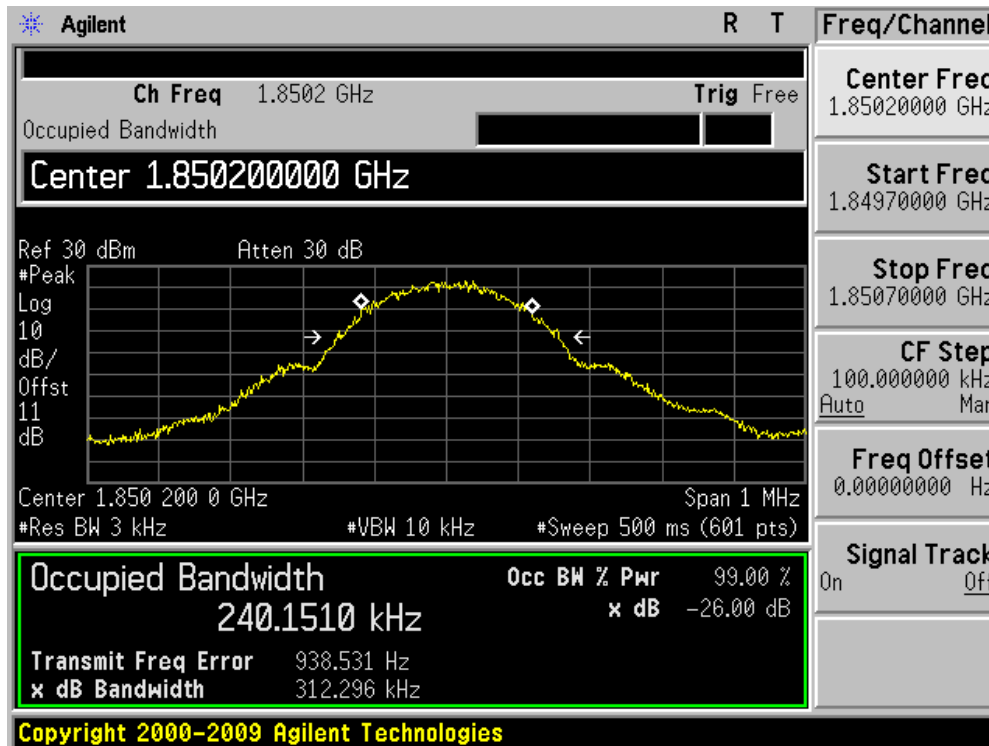 Agilent R T
Freq/Channel
Ch Freq 1.8502 GHz Trig Free
Occupied Bandwidth
Center 1.850200000 GHz
Ref 30 dBm Atten 30 dB
#Peak
Log
10
dB/
Offst
11
dB
Center 1.850 200 0 GHz Span 1 MHz
#Res BW 3 kHz #VBW 10 kHz #Sweep 500 ms (601 pts)
Occupied Bandwidth
240.1510 kHz
Occ BW % Pwr 99.00 %
x dB -26.00 dB
Transmit Freq Error 938.531 Hz
x dB Bandwidth 312.296 kHz
Copyright 2000-2009 Agilent Technologies
Center Freq
1.85020000 GHz
Start Freq
1.84970000 GHz
Stop Freq
1.85070000 GHz
CF Step
100.000000 kHz
Auto Man
Freq Offset
0.00000000 Hz
Signal Track
On Off